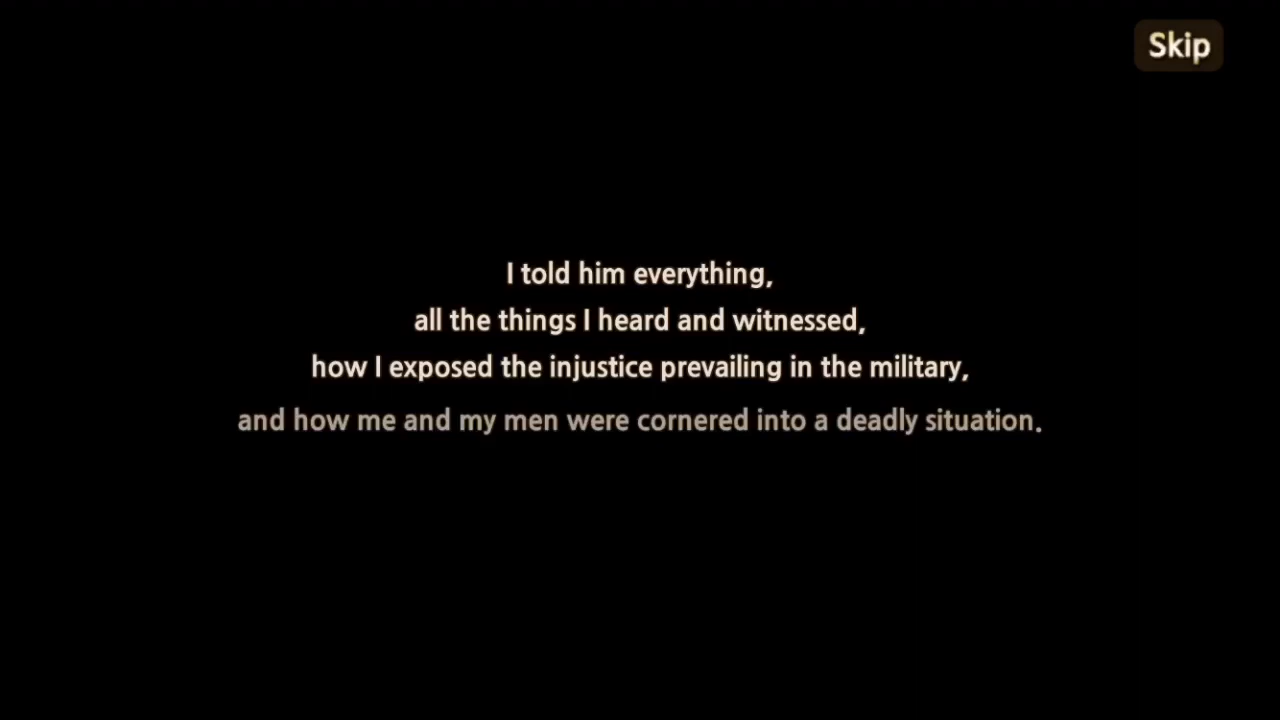 Skip
I told him everything,
all the things I heard and witnessed,
how I exposed the injustice prevailing in the military,
and how me and my men were cornered into a deadly situation.